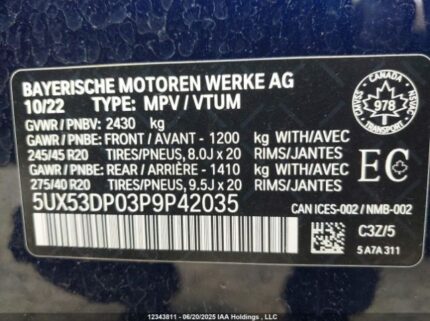 BAYERISCHE MOTOREN WERKE AG
10/22 TYPE: MPV / VTUM
GVWR / PNBV: 2430 kg
GAWR / PNBE: FRONT / AVANT - 1200 kg WITH/AVEC
245/45 R20 TIRES/PNEUS, 8.0J x 20 RIMS/JANTES
GAWR / PNBE: REAR / ARRIÈRE - 1410 kg WITH/AVEC
275/40 R20 TIRES/PNEUS, 9.5J x 20 RIMS/JANTES
5UX53DP03P9P42035
CANADA
CMVSS
978
NSVAC
TRANSPORT
EC
CAN ICES-002 / NMB-002
C3Z/5
5 A7A 311
12343811 - 06/20/2025 IAA Holdings , LLC